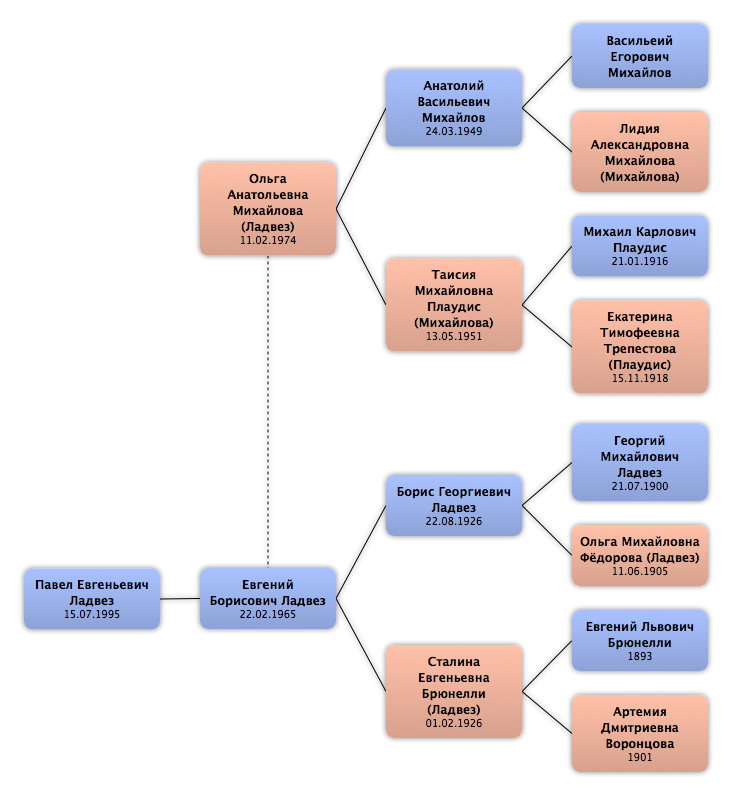 Васильеий
Егорович
Михайлов
Анатолий
Васильевич
Михайлов
24.03.1949
Лидия
Александровна
Михайлова
(Михайлова)
Ольга
Анатольевна
Михайлова
(Ладвез)
11.02.1974
Михаил Карлович
Плаудис
21.01.1916
Таисия
Михайловна
Плаудис
(Михайлова)
13.05.1951
Екатерина
Тимофеевна
Трепестова
(Плаудис)
15.11.1918
Георгий
Михайлович
Ладвез
21.07.1900
Борис Георгиевич
Ладвез
22.08.1926
Ольга Михайловна
Фёдорова (Ладвез)
11.06.1905
Павел Евгеньевич
Ладвез
15.07.1995
Евгений
Борисович Ладвез
22.02.1965
Евгений Львович
Брюнелли
1893
Сталина
Евгеньевна
Брюнелли
(Ладвез)
01.02.1926
Артемия
Дмитриевна
Воронцова
1901